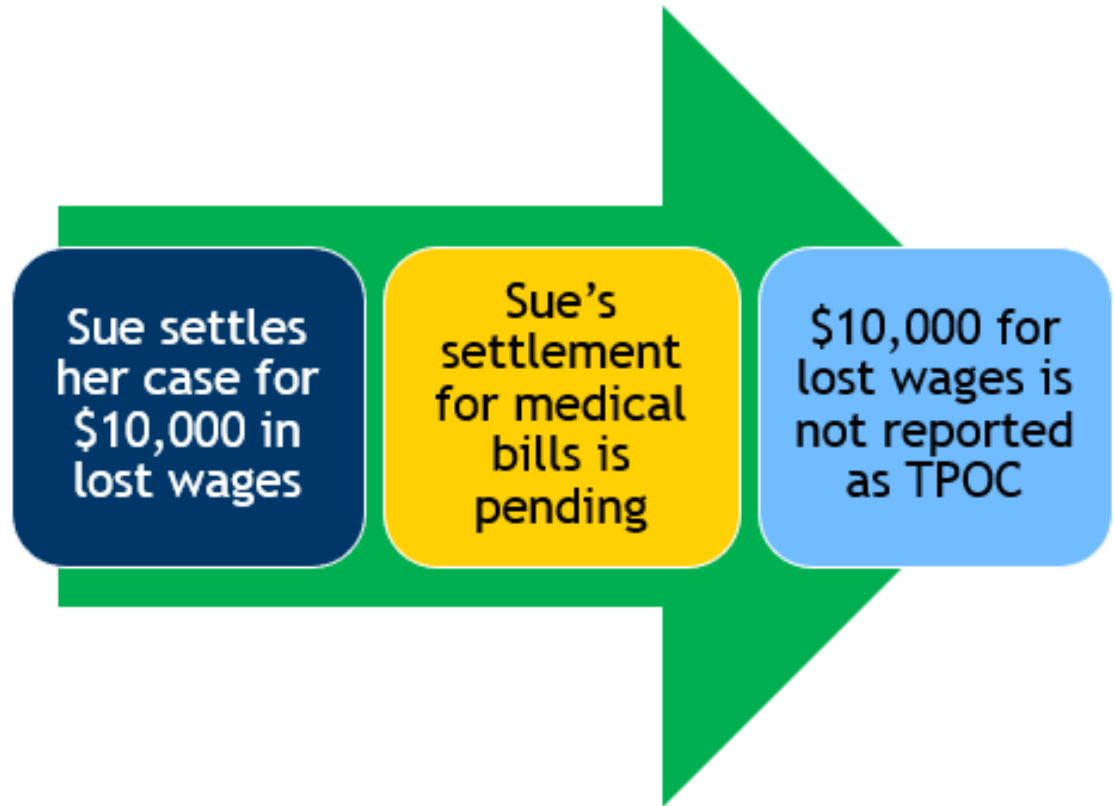 Sue settles
her case for
$10,000 in
lost wages
Sue’s
settlement
for medical
bills is
pending
$10,000 for
lost wages is
not reported
as TPOC